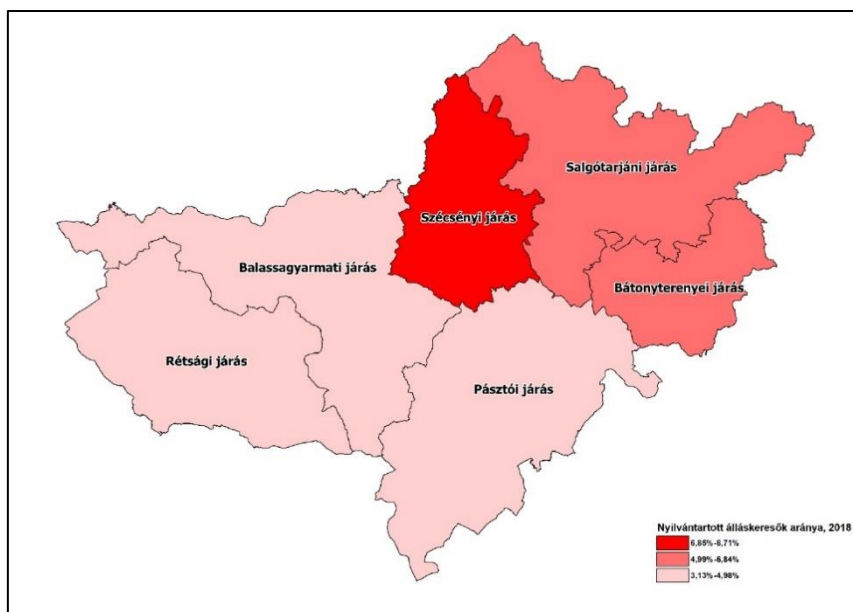 Salgótarjáni járás
Szécsényi járás
Balassagyarmati járás
Bátonyterenyei járás
Rétsági járás
Pásztói járás
Nyilvántartott álláskeresők aránya, 2018
6,85%-8,71%
4,99%-6,84%
3,13%-4,98%